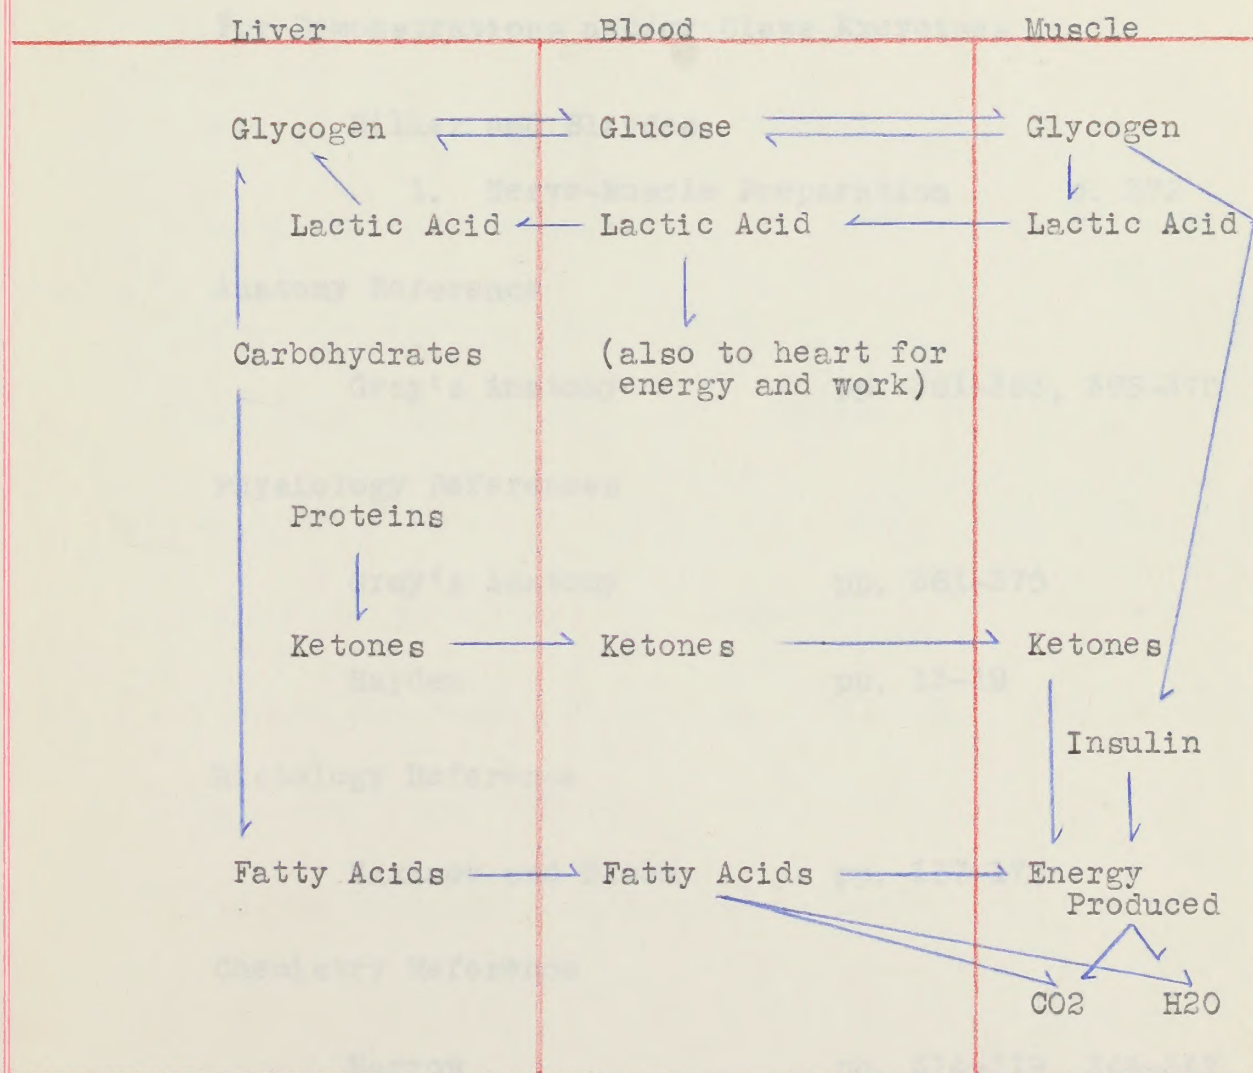 Liver Blood Muscle
Glycogen Glucose Glycogen
Lactic Acid Lactic Acid Lactic Acid
Carbohydrates (also to heart for
energy and work)
Proteins
Ketones Ketones Ketones
Insulin
Fatty Acids Fatty Acids Energy
Produced
CO2 H2O